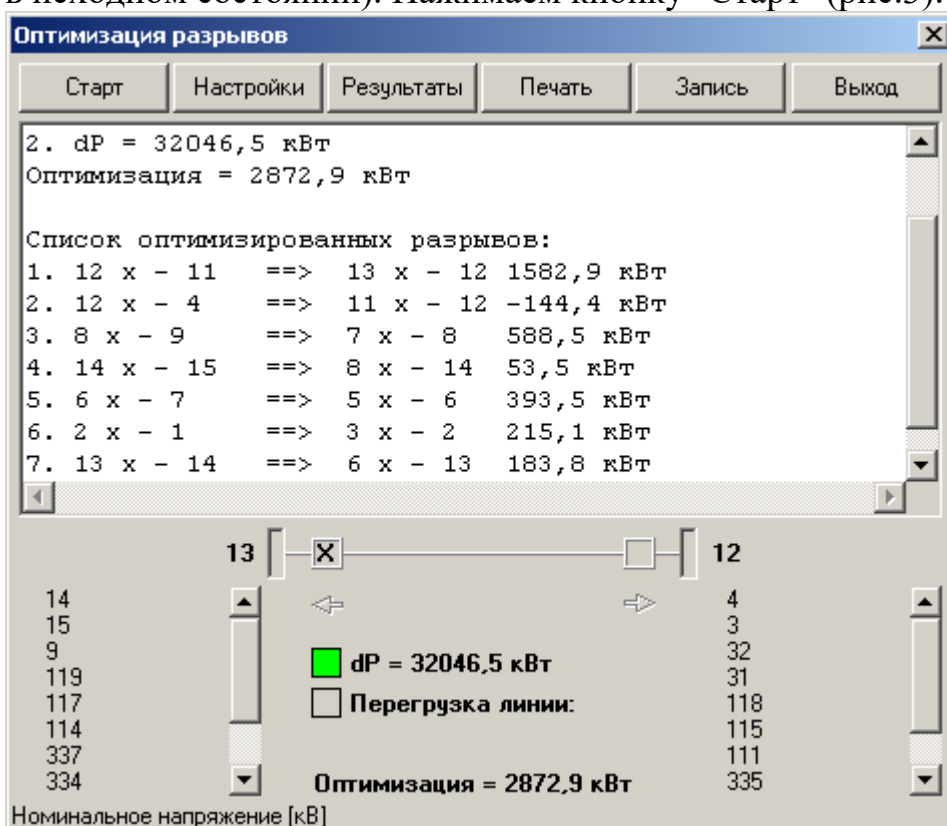 в исходном состоянии). Нажимаем кнопку "Старт" (рис.3).
Оптимизация разрывов
Старт Настройки Результаты Печать Запись Выход
2. dP = 32046,5 кВт
Оптимизация = 2872,9 кВт
Список оптимизированных разрывов:
1. 12 x - 11 ==> 13 x - 12 1582,9 кВт
2. 12 x - 4 ==> 11 x - 12 -144,4 кВт
3. 8 x - 9 ==> 7 x - 8 588,5 кВт
4. 14 x - 15 ==> 8 x - 14 53,5 кВт
5. 6 x - 7 ==> 5 x - 6 393,5 кВт
6. 2 x - 1 ==> 3 x - 2 215,1 кВт
7. 13 x - 14 ==> 6 x - 13 183,8 кВт
13 X 12
14
15
9
119
117
114
337
334
dP = 32046,5 кВт
Перегрузка линии:
Оптимизация = 2872,9 кВт
4
3
32
31
118
115
111
335
Номинальное напряжение [кВ]